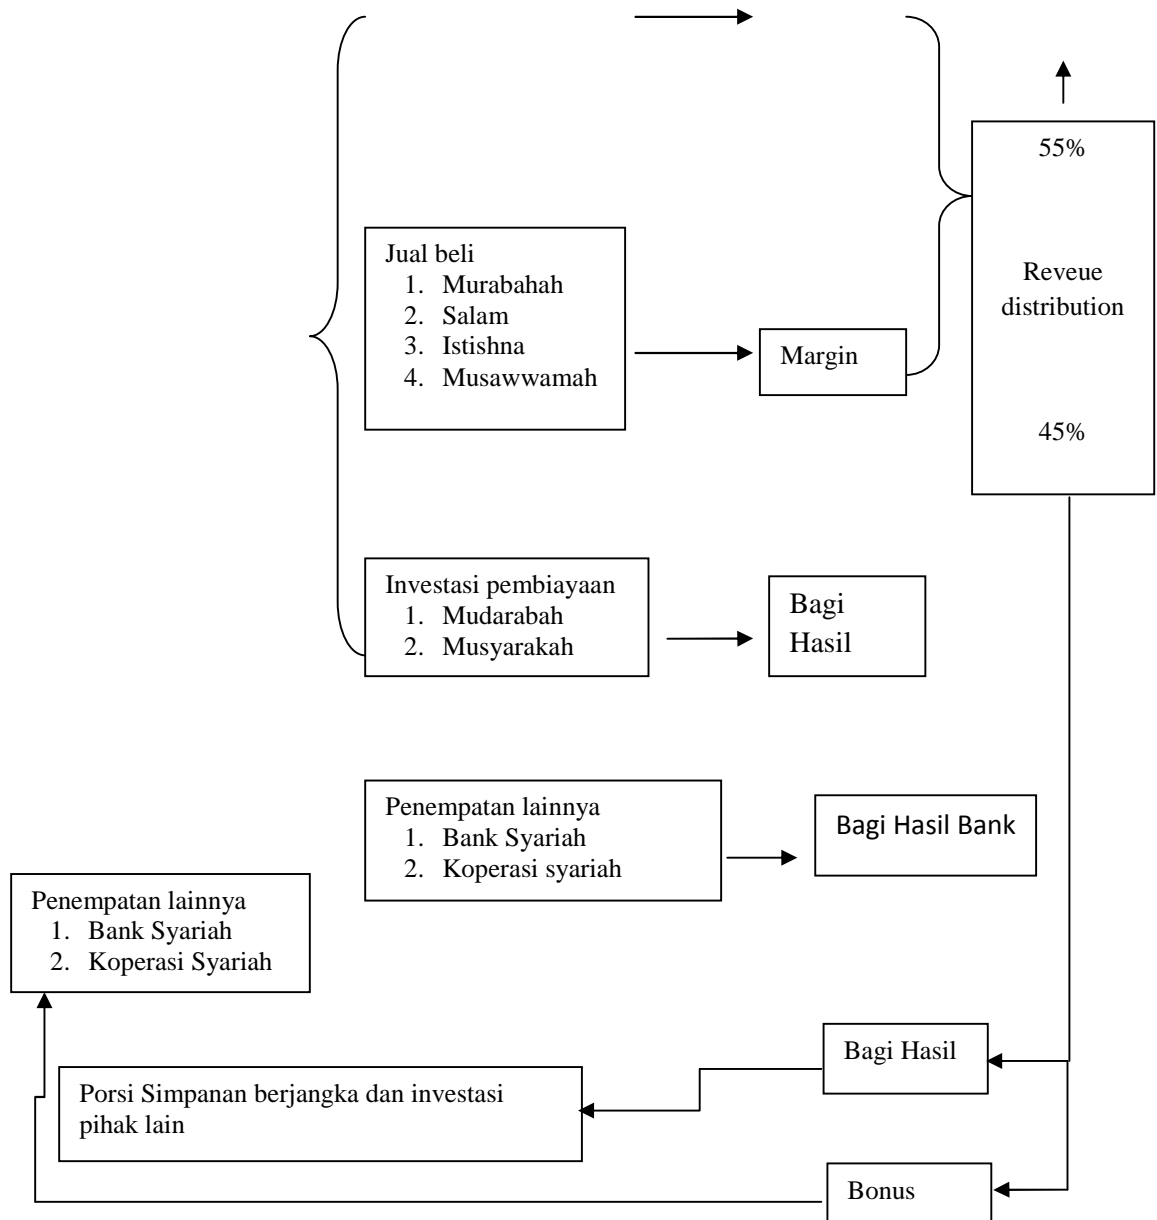 55%
Reveue
distribution
45%
Jual beli
1. Murabahah
2. Salam
3. Istishna
4. Musawwamah
Margin
Investasi pembiayaan
1. Mudarabah
2. Musyarakah
Bagi
Hasil
Penempatan lainnya
1. Bank Syariah
2. Koperasi syariah
Bagi Hasil Bank
Penempatan lainnya
1. Bank Syariah
2. Koperasi Syariah
Bagi Hasil
Porsi Simpanan berjangka dan investasi
pihak lain
Bonus